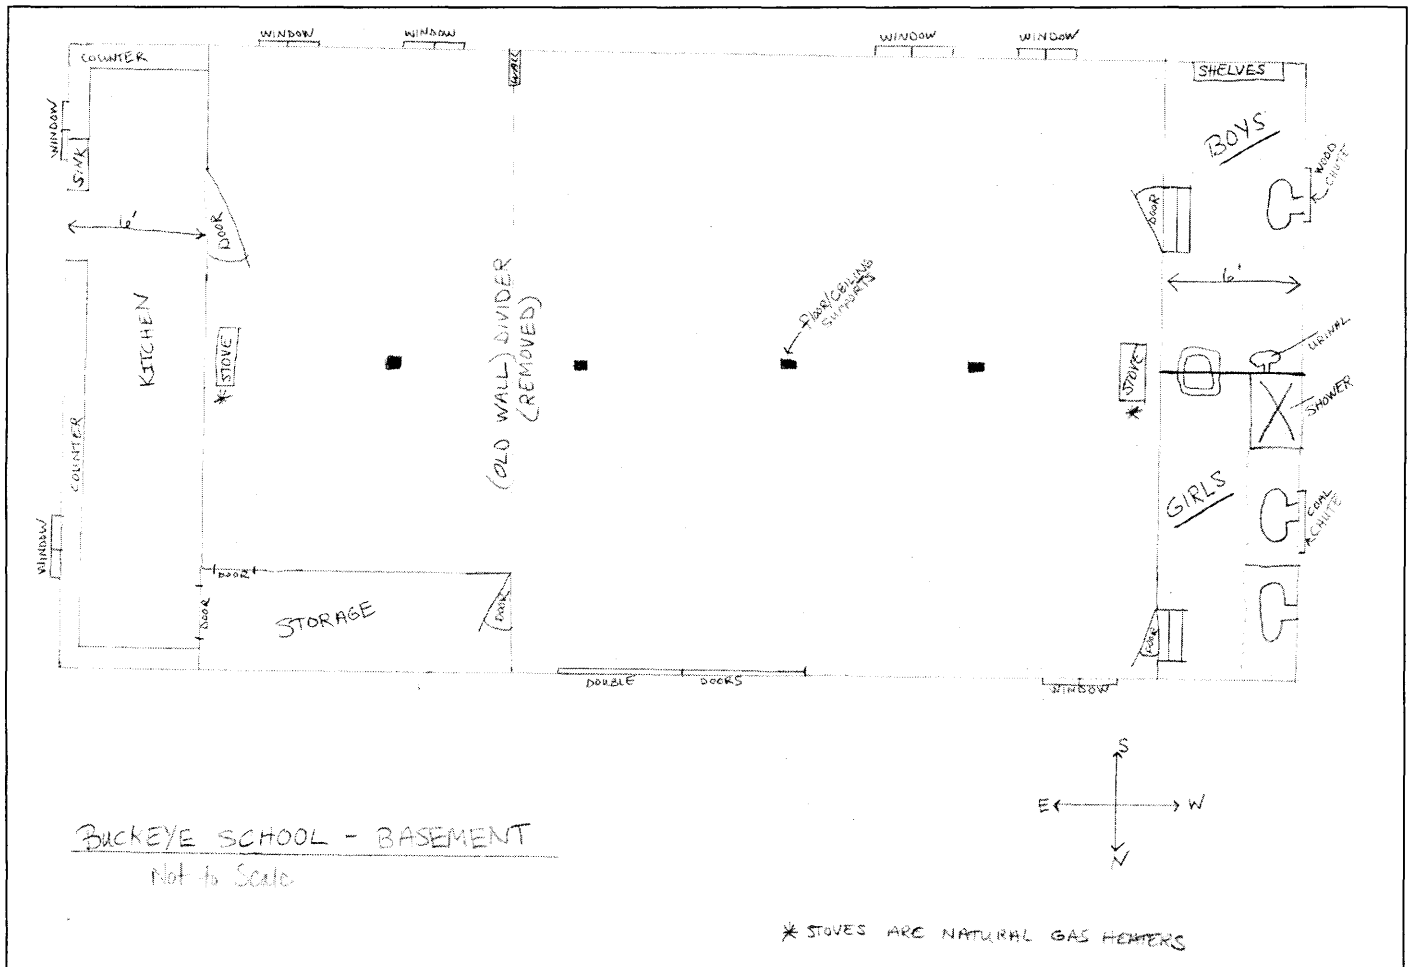 WINDOW
WINDOW
WINDOW
WINDOW
COUNTER
WALL
SHELVES
BOYS
WINDOW
SINK
WOOD
CHUTE
6'
DOOR
DOOR
KITCHEN
STOVE
*
(OLD WALL) DIVIDER
(REMOVED)
FLOOR/CEILING
SUPPORTS
6'
STOVE
*
URINAL
SHOWER
COUNTER
GIRLS
COAL
CHUTE
WINDOW
DOOR
DOOR
STORAGE
DOOR
DOOR
DOUBLE DOORS
WINDOW
S
E W
N
BUCKEYE SCHOOL - BASEMENT
Not to Scale
* STOVES ARE NATURAL GAS HEATERS